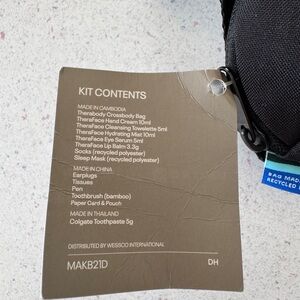 KIT CONTENTS
MADE IN CAMBODIA
Therabody Crossbody Bag
TheraFace Hand Cream 10ml
TheraFace Cleansing Towelette 5ml
TheraFace Hydrating Mist 10ml
TheraFace Eye Serum 5ml
TheraFace Lip Balm 3.2g
Socks (recycled polyester)
Sleep Mask (recycled polyester)
MADE IN CHINA
Earplugs
Tissues
Pen
Toothbrush (bamboo)
Paper Card & Pouch
MADE IN THAILAND
Colgate Toothpaste 5g
DISTRIBUTED BY WESSCO INTERNATIONAL
MAKB21D DH
BAG MAD
RECYCLED